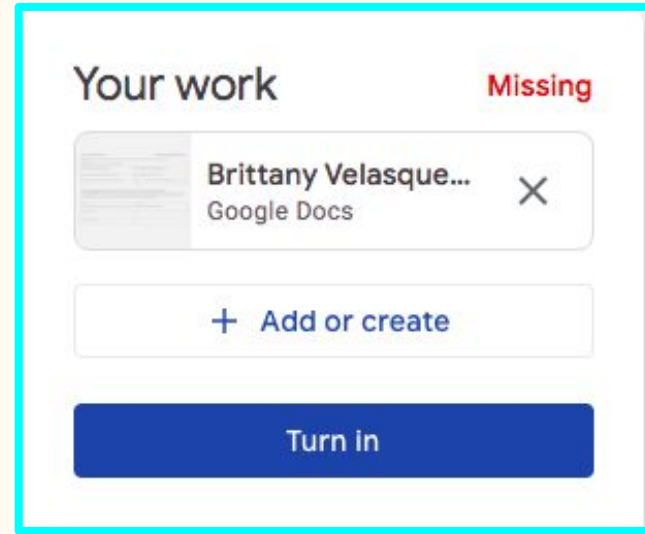 Your work
Missing
Brittany Velasque...
Google Docs
+ Add or create
Turn in